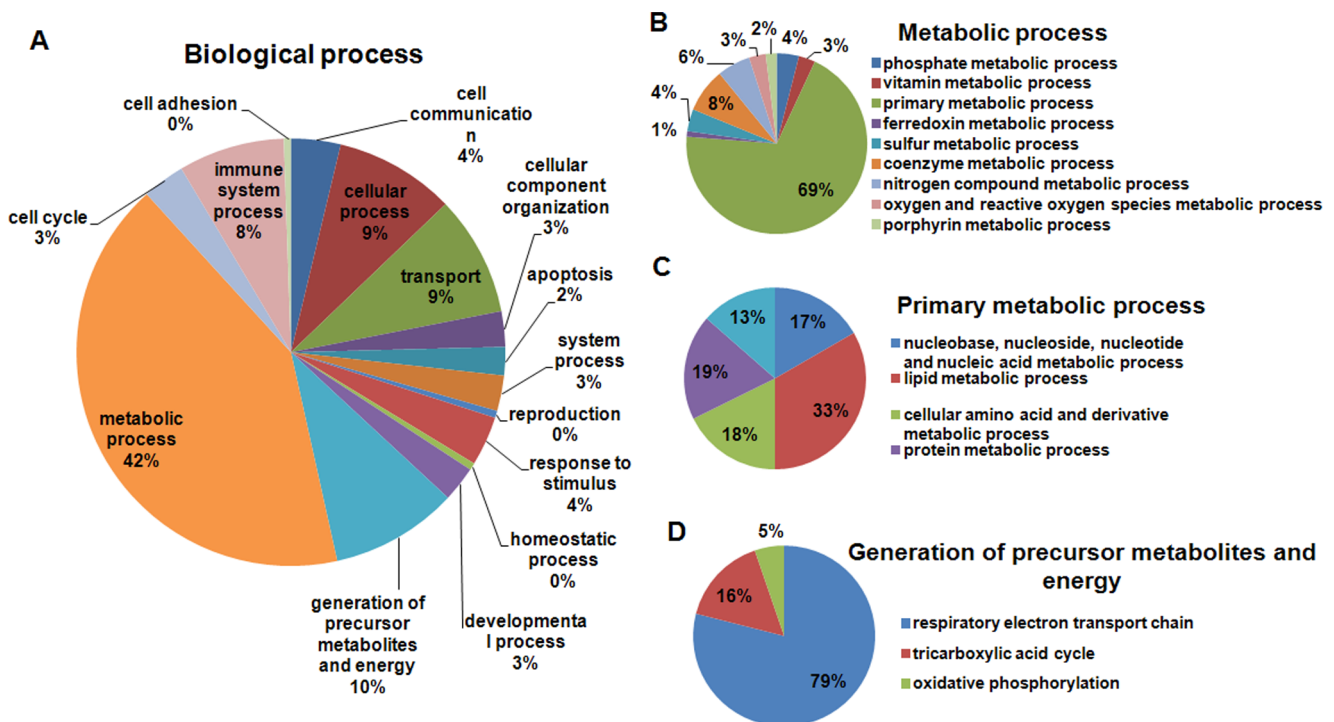 A
Biological process
cell adhesion
0%
cell
communicatio
n
4%
cellular
component
organization
3%
apoptosis
2%
system
process
3%
reproduction
0%
response to
stimulus
4%
homeostatic
process
0%
developmenta
l process
3%
generation of
precursor
metabolites
and energy
10%
metabolic
process
42%
cell cycle
3%
immune
system
process
8%
cellular
process
9%
transport
9%
B
Metabolic process
2%
4%
3%
3%
6%
8%
4%
1%
69%
phosphate metabolic process
vitamin metabolic process
primary metabolic process
ferredoxin metabolic process
sulfur metabolic process
coenzyme metabolic process
nitrogen compound metabolic process
oxygen and reactive oxygen species metabolic process
porphyrin metabolic process
C
Primary metabolic process
13%
17%
19%
33%
18%
nucleobase, nucleoside, nucleotide
and nucleic acid metabolic process
lipid metabolic process
cellular amino acid and derivative
metabolic process
protein metabolic process
D
Generation of precursor metabolites and
energy
5%
16%
79%
respiratory electron transport chain
tricarboxylic acid cycle
oxidative phosphorylation